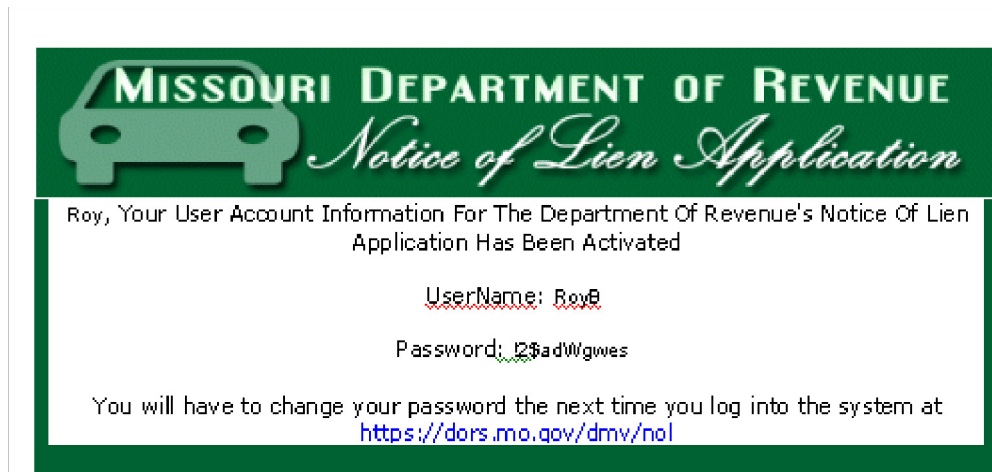 MISSOURI DEPARTMENT OF REVENUE
Notice of Lien Application
Roy, Your User Account Information For The Department Of Revenue's Notice Of Lien
Application Has Been Activated
UserName: RoyB
Password: !2$adWgwes
You will have to change your password the next time you log into the system at
https://dors.mo.gov/dmv/nol